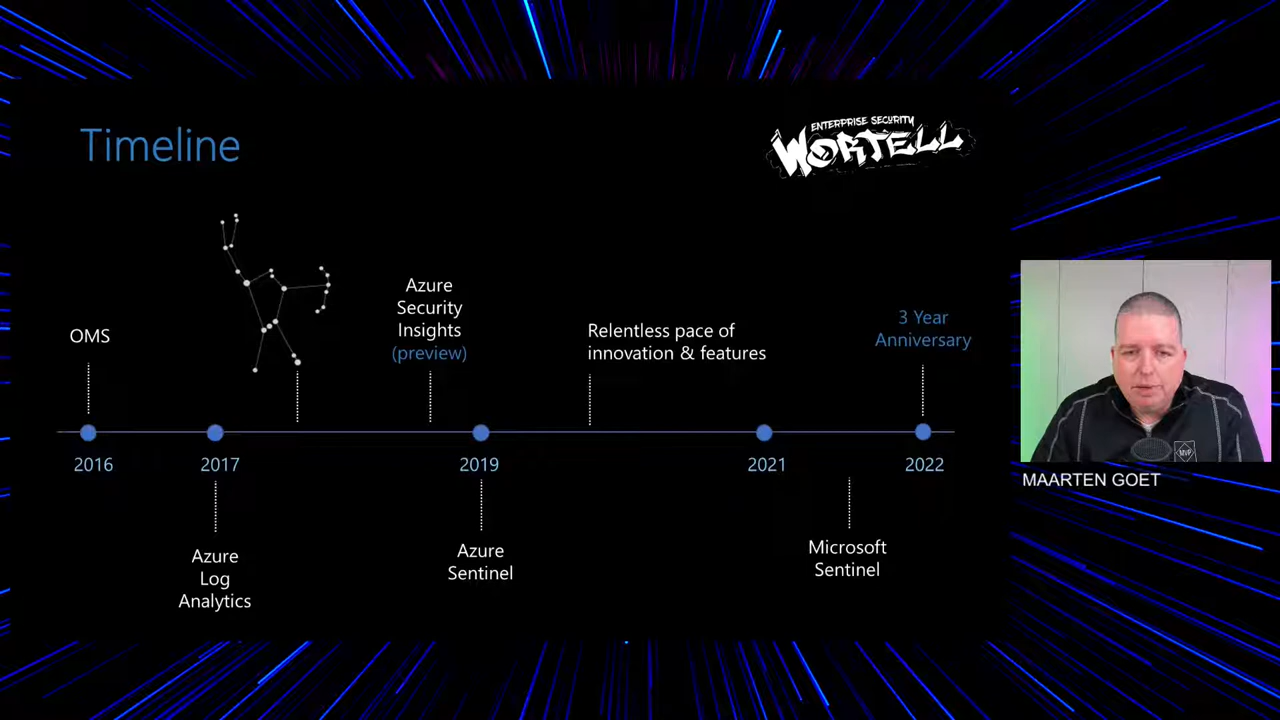 Timeline
ENTERPRISE SECURITY
WORTELL
OMS
Azure
Security
Insights
(preview)
Relentless pace of
innovation & features
3 Year
Anniversary
2016
2017
2019
2021
2022
Azure
Log
Analytics
Azure
Sentinel
Microsoft
Sentinel
MVP
MAARTEN GOET